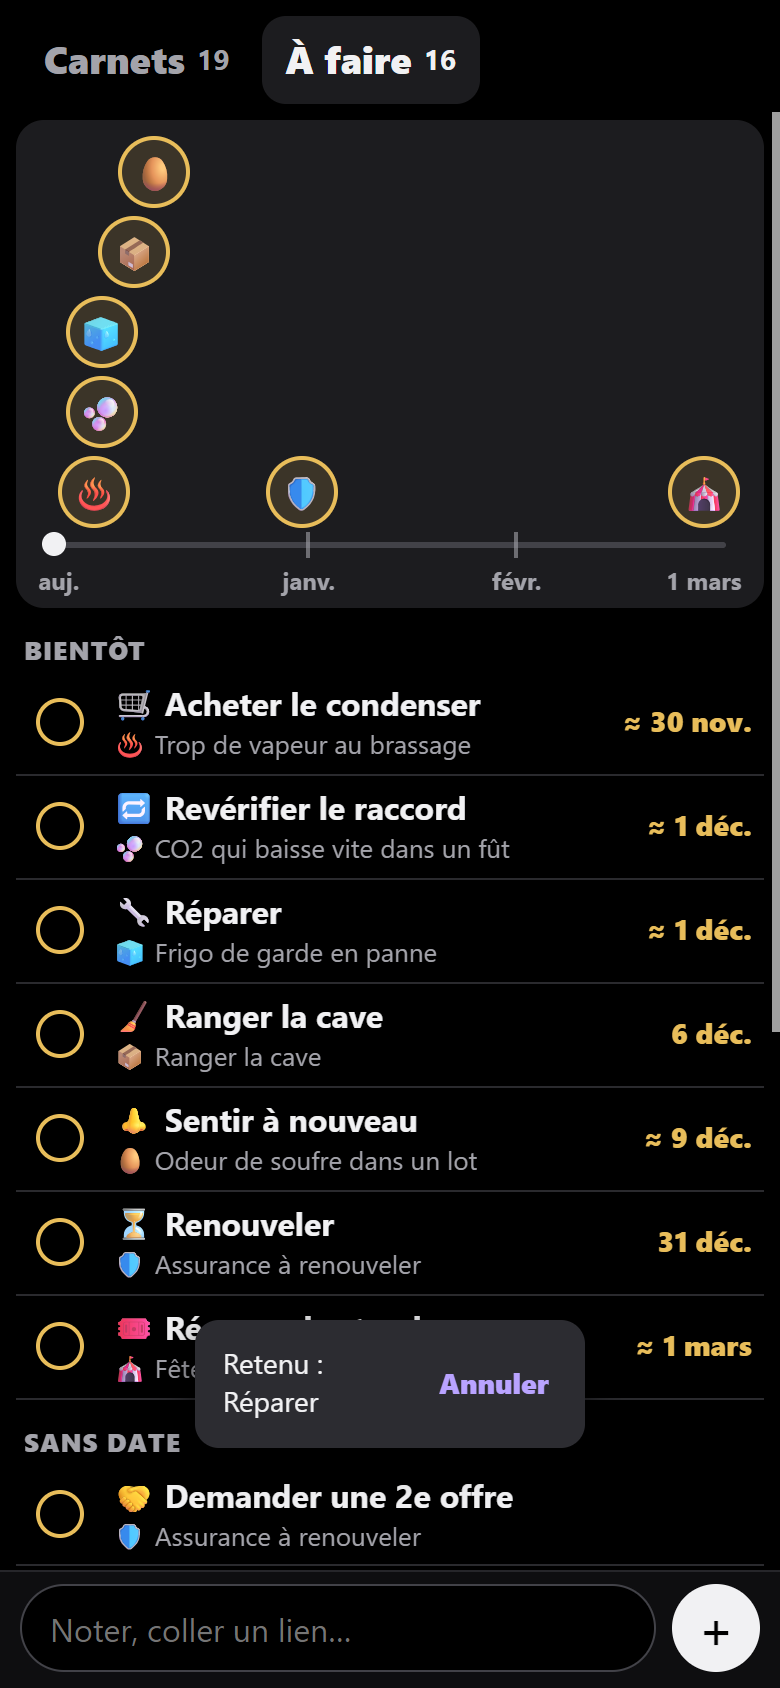 Carnets 19
À faire 16
auj.
janv.
févr.
1 mars
BIENTÔT
Acheter le condenser
≈ 30 nov.
Trop de vapeur au brassage
Revérifier le raccord
≈ 1 déc.
CO2 qui baisse vite dans un fût
Réparer
≈ 1 déc.
Frigo de garde en panne
Ranger la cave
6 déc.
Ranger la cave
Sentir à nouveau
≈ 9 déc.
Odeur de soufre dans un lot
Renouveler
31 déc.
Assurance à renouveler
≈ 1 mars
Retenu :
Réparer
Annuler
SANS DATE
Demander une 2e offre
Assurance à renouveler
Noter, coller un lien...
+